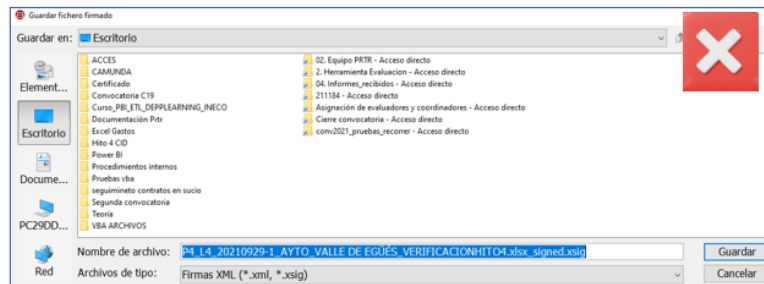 Guardar fichero firmado
Guardar en: Escritorio
Element...
Escritorio
Docume...
PC29DD...
Red
ACCES
CAMUNDA
Certificado
Convocatoria C19
Curso_PBI_ETL_DEPPLEARNING_INECO
Documentación Prtr
Excel Gastos
Hito 4 CID
Power BI
Procedimientos internos
Pruebas vba
seguimineto contratos en sucio
Segunda convocatoria
Teoría
VBA ARCHIVOS
02. Equipo PRTR - Acceso directo
2. Herramienta Evaluacion - Acceso directo
04. Informes_recibidos - Acceso directo
211184 - Acceso directo
Asignación de evaluadores y coordinadores - Acceso directo
Cierre convocatoria - Acceso directo
conv2021_pruebas_recorrer - Acceso directo
Nombre de archivo: P4_L4_20210929-1_AYTO_VALLE DE EGÜÉS_VERIFICACIONHITO4.xlsx_signed.xsig
Guardar
Archivos de tipo: Firmas XML (*.xml, *.xsig)
Cancelar